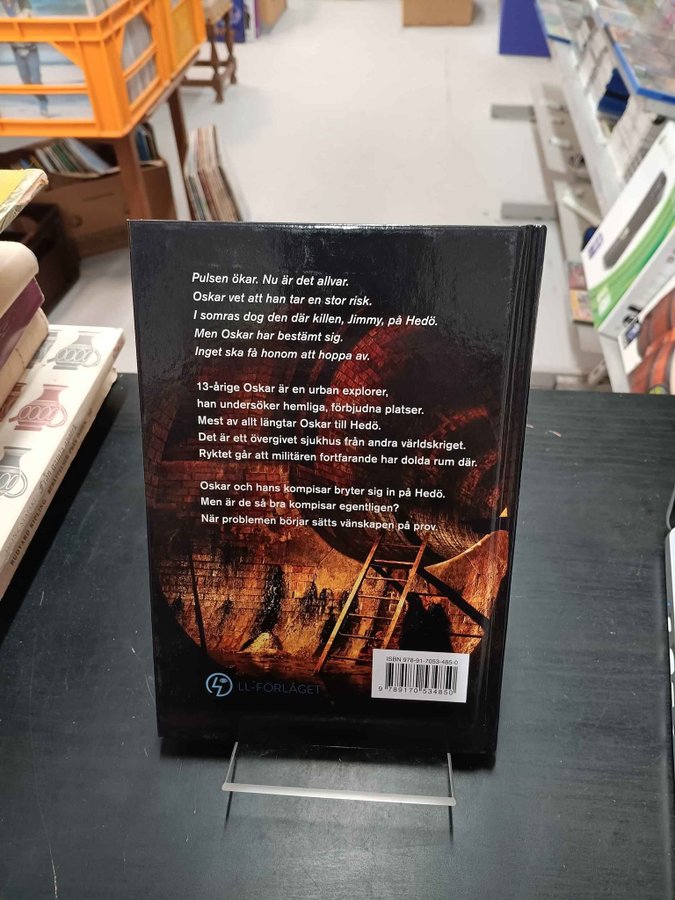 Pulsen ökar. Nu är det allvar.
Oskar vet att han tar en stor risk.
I somras dog den där killen, Jimmy, på Hedö.
Men Oskar har bestämt sig.
Inget ska få honom att hoppa av.
13-årige Oskar är en urban explorer,
han undersöker hemliga, förbjudna platser.
Mest av allt längtar Oskar till Hedö.
Det är ett övergivet sjukhus från andra världskriget.
Ryktet går att militären fortfarande har dolda rum där.
Oskar och hans kompisar bryter sig in på Hedö.
Men är de så bra kompisar egentligen?
När problemen börjar sätts vänskapen på prov.
LL-FÖRLAGET
ISBN 978-91-7053-485-0
9 789170 534850